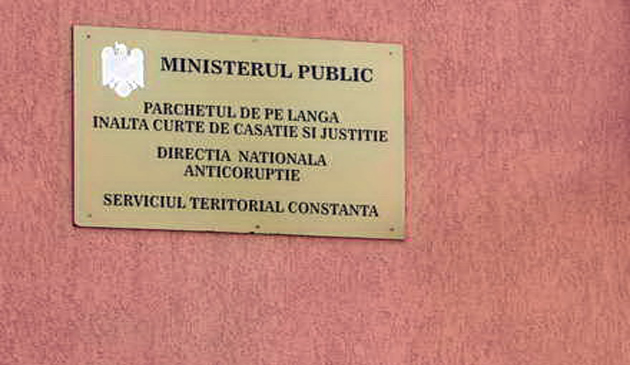 MINISTERUL PUBLIC
PARCHETUL DE PE LANGA
INALTA CURTE DE CASATIE SI JUSTITIE
DIRECTIA NATIONALA
ANTICORUPTIE
SERVICIUL TERITORIAL CONSTANTA